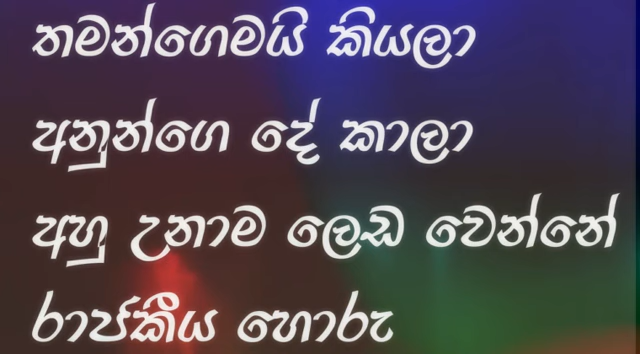 තමන්ගෙමයි කියලා
අනුන්ගෙ දේ කාලා
අහු උනාම ලෙඩ වෙන්නේ
රාජකීය හොරු